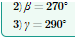 2) β = 270°
3) γ = 290°